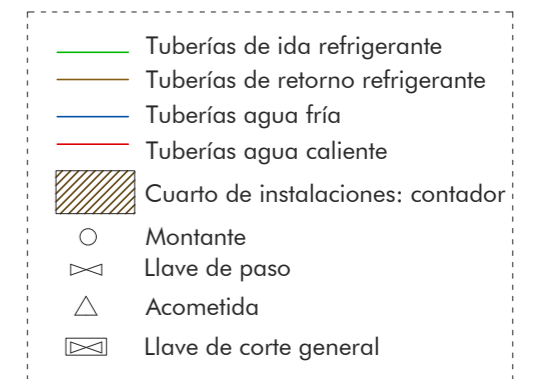 Tuberías de ida refrigerante
Tuberías de retorno refrigerante
Tuberías agua fría
Tuberías agua caliente
Cuarto de instalaciones: contador
Montante
Llave de paso
Acometida
Llave de corte general